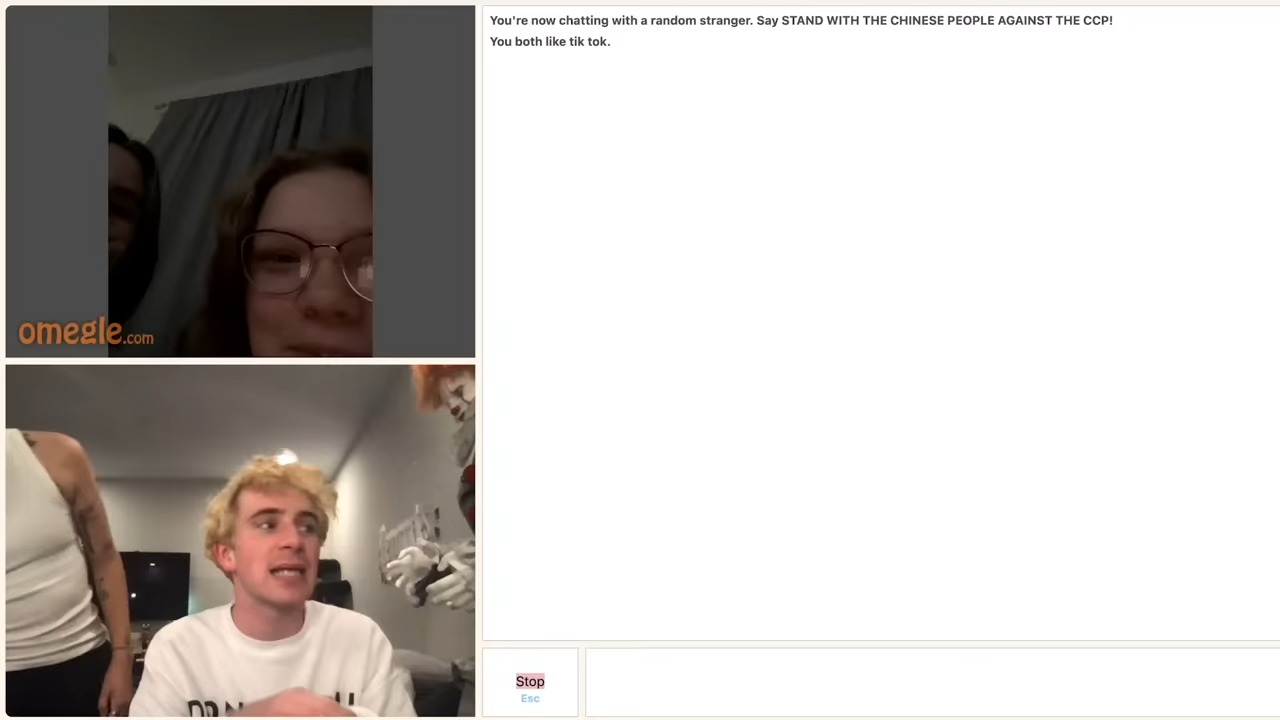 You're now chatting with a random stranger. Say STAND WITH THE CHINESE PEOPLE AGAINST THE CCP!
You both like tik tok.
omegle.com
Stop
Esc